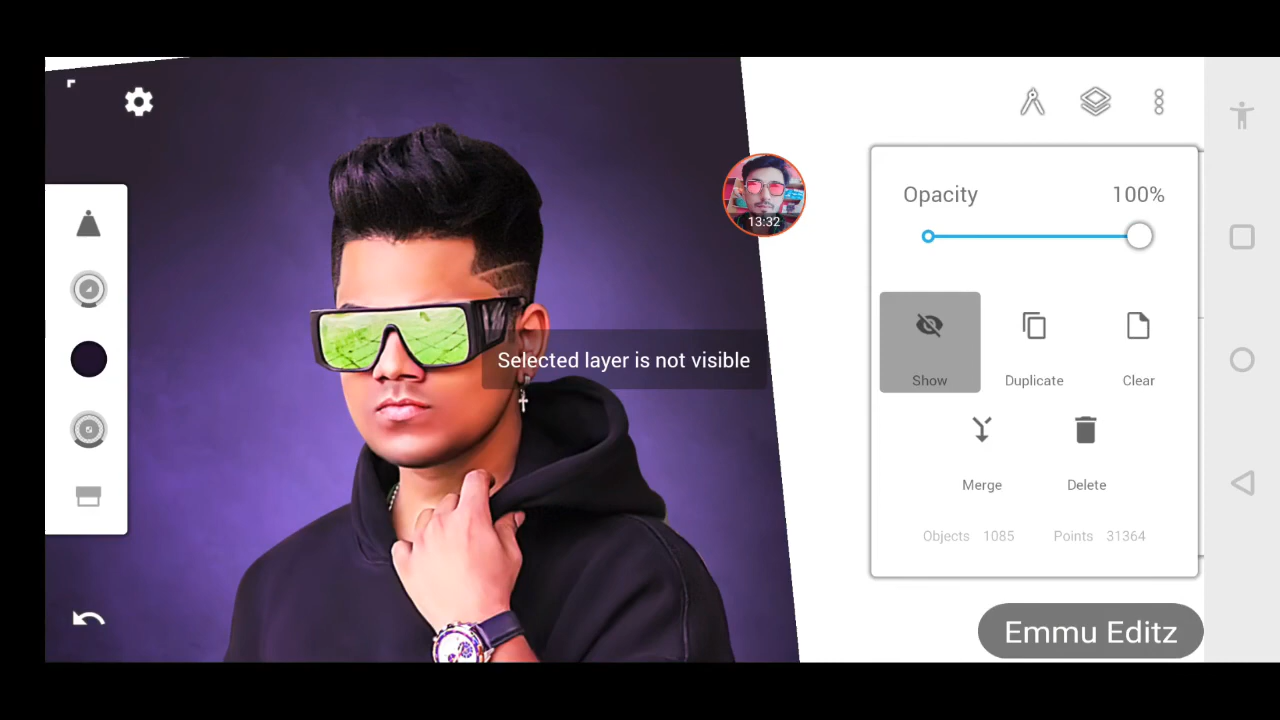 Opacity 100%
13:32
Selected layer is not visible
Show Duplicate Clear
Merge Delete
Objects 1085 Points 31364
Emmu Editz